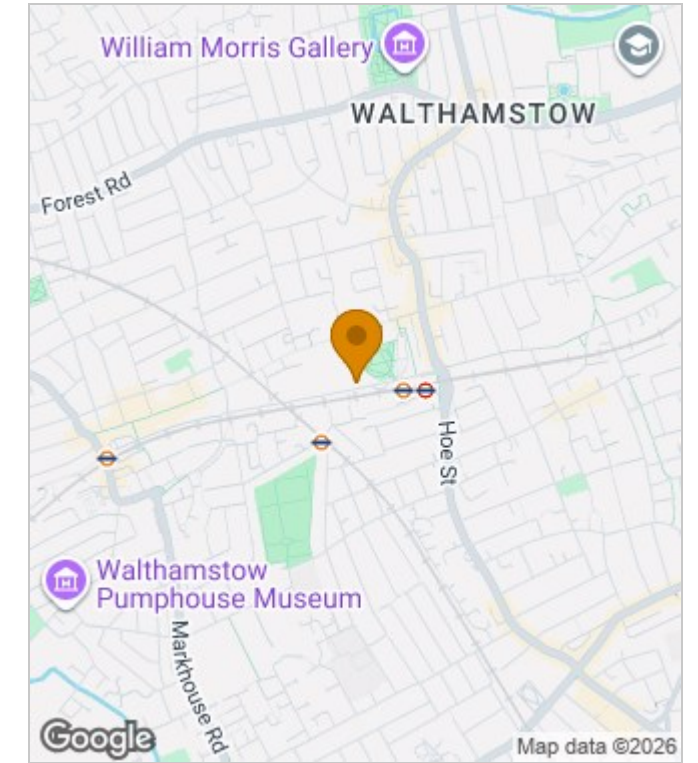 William Morris Gallery
WALTHAMSTOW
Forest Rd
Hoe St
Walthamstow
Pumphouse Museum
Markhouse Rd
Google
Map data ©2026